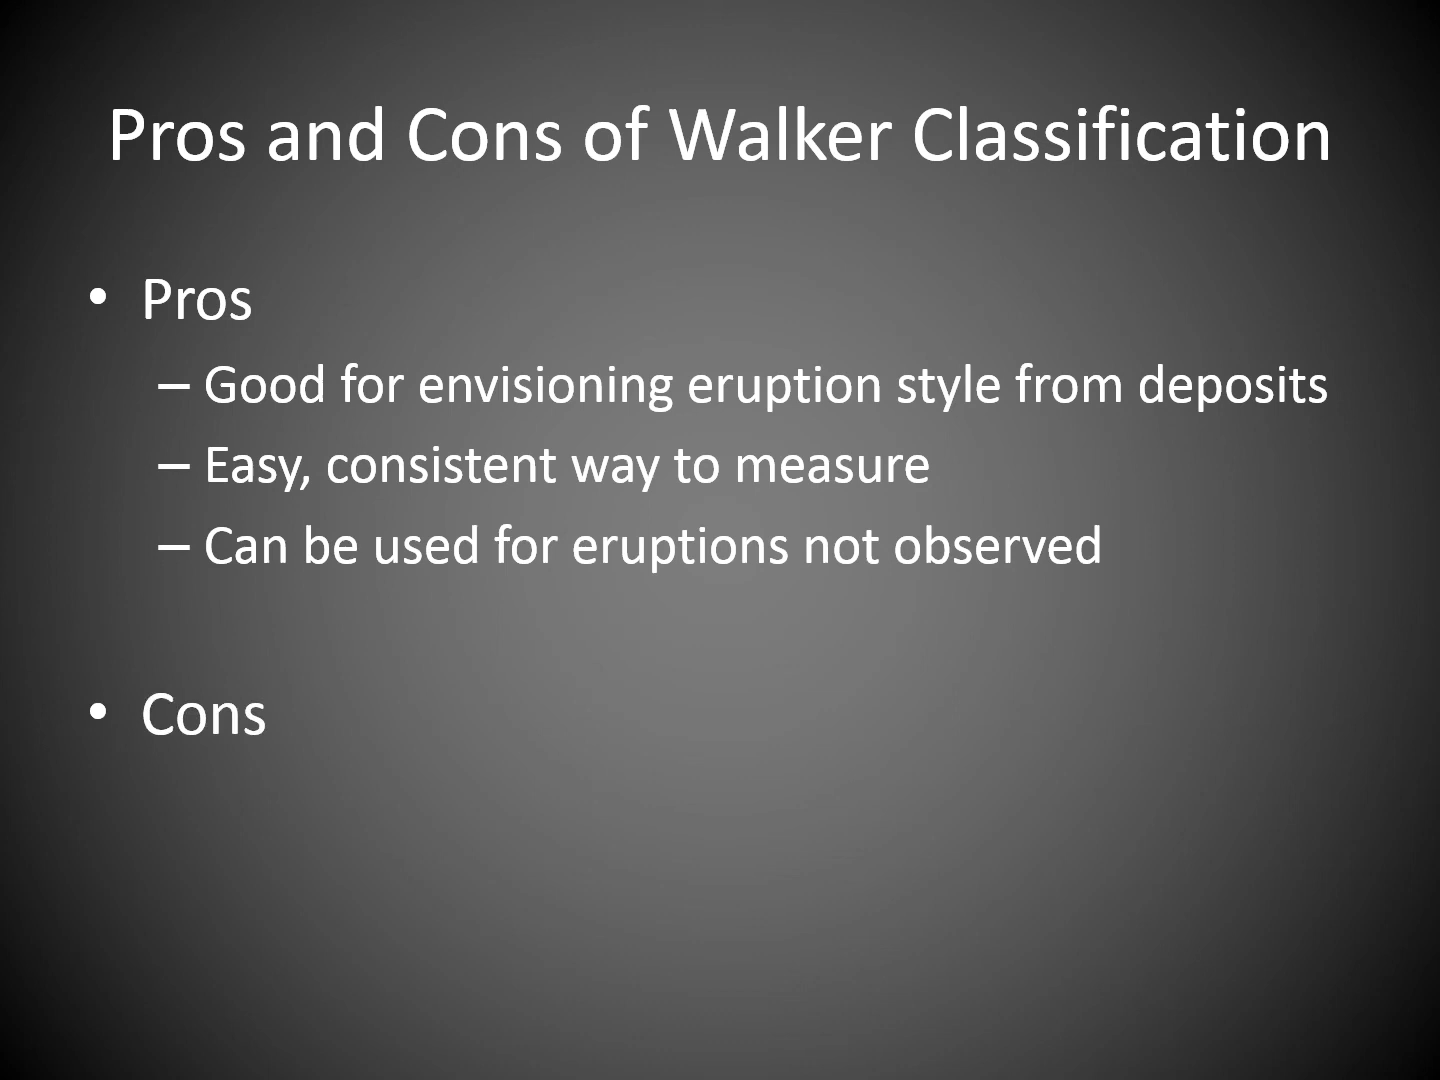 Pros and Cons of Walker Classification
• Pros
– Good for envisioning eruption style from deposits
– Easy, consistent way to measure
– Can be used for eruptions not observed
• Cons